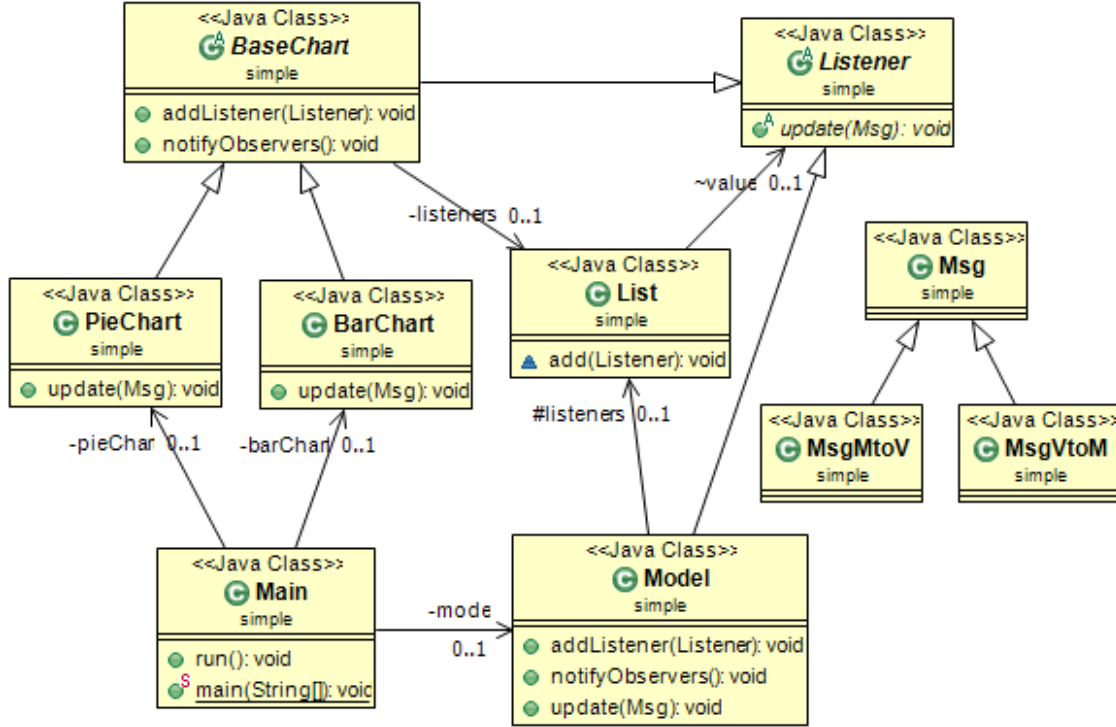 <<Java Class>>
BaseChart
simple
addListener(Listener): void
notifyObservers(): void
<<Java Class>>
Listener
simple
update(Msg): void
-listeners 0..1
~value 0..1
<<Java Class>>
PieChart
simple
update(Msg): void
<<Java Class>>
BarChart
simple
update(Msg): void
<<Java Class>>
List
simple
add(Listener): void
<<Java Class>>
Msg
simple
-pieChar 0..1
-barChart 0..1
#listeners 0..1
<<Java Class>>
MsgMtoV
simple
<<Java Class>>
MsgVtoM
simple
<<Java Class>>
Main
simple
run(): void
main(String[]): void
-mode
0..1
<<Java Class>>
Model
simple
addListener(Listener): void
notifyObservers(): void
update(Msg): void